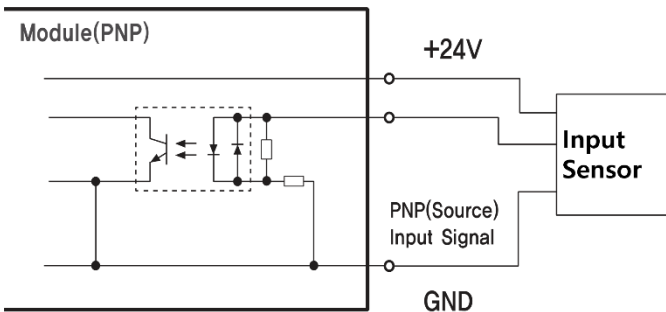 Module(PNP)
+24V
Input
Sensor
PNP(Source)
Input Signal
GND